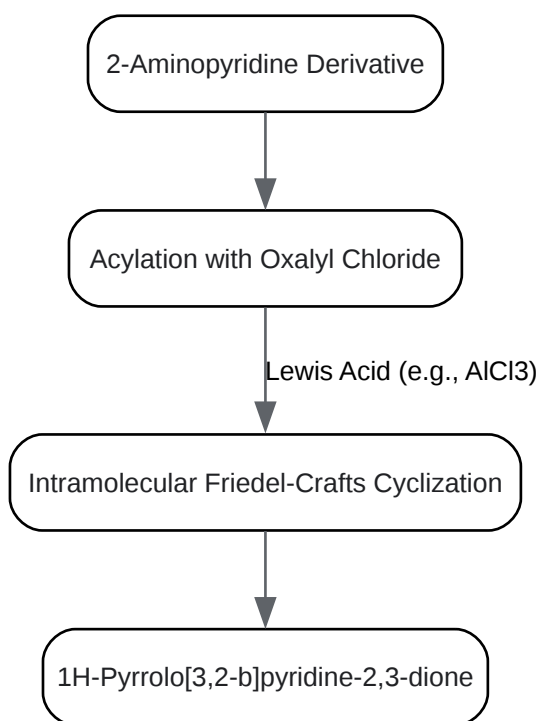 2-Aminopyridine Derivative
Acylation with Oxalyl Chloride
Lewis Acid (e.g., AlCl3)
Intramolecular Friedel-Crafts Cyclization
1H-Pyrrolo[3,2-b]pyridine-2,3-dione